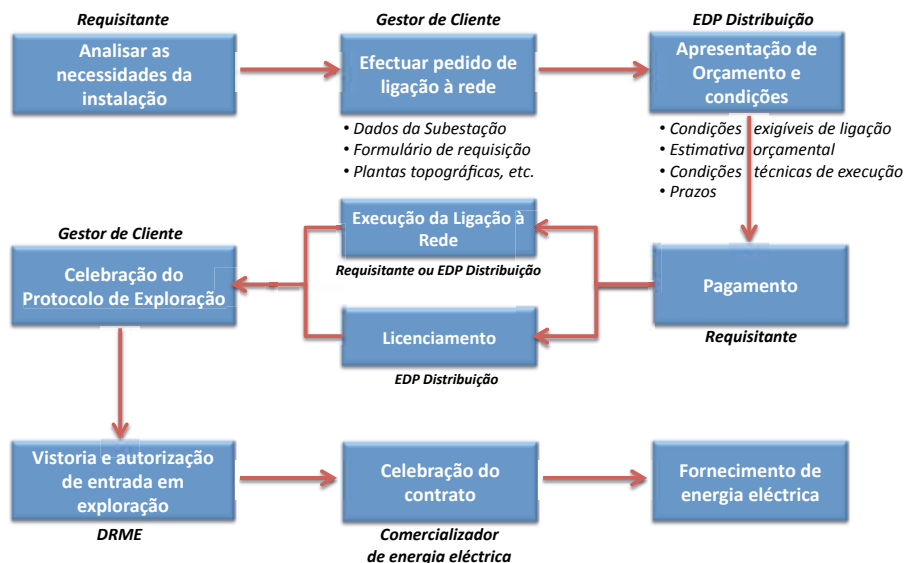 Requisitante
Analisar as
necessidades da
instalação
Gestor de Cliente
Efectuar pedido de
ligação à rede
• Dados da Subestação
• Formulário de requisição
• Plantas topográficas, etc.
EDP Distribuição
Apresentação de
Orçamento e
condições
• Condições exigíveis de ligação
• Estimativa orçamental
• Condições técnicas de execução
• Prazos
Pagamento
Requisitante
Execução da Ligação à
Rede
Requisitante ou EDP Distribuição
Licenciamento
EDP Distribuição
Gestor de Cliente
Celebração do
Protocolo de Exploração
Vistoria e autorização
de entrada em
exploração
DRME
Celebração do
contrato
Comercializador
de energia eléctrica
Fornecimento de
energia eléctrica